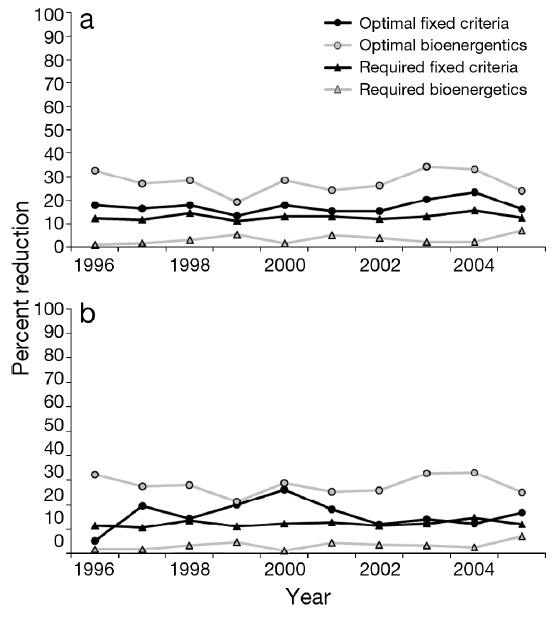 a
100
90
80
70
60
50
40
30
20
10
0
Optimal fixed criteria
Optimal bioenergentics
Required fixed criteria
Required bioenergetics
1996 1998 2000 2002 2004
Percent reduction
b
100
90
80
70
60
50
40
30
20
10
0
1996 1998 2000 2002 2004
Year